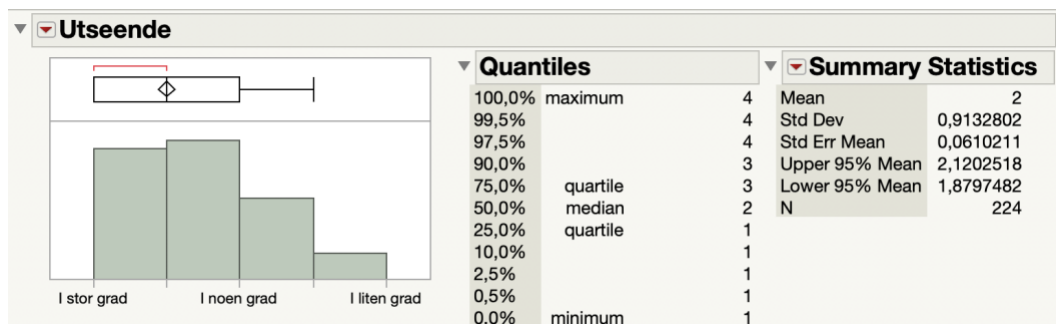 Utseende
I stor grad I noen grad I liten grad
Quantiles
100,0% maximum 4
99,5% 4
97,5% 4
90,0% 3
75,0% quartile 3
50,0% median 2
25,0% quartile 1
10,0% 1
2,5% 1
0,5% 1
0,0% minimum 1
Summary Statistics
Mean 2
Std Dev 0,9132802
Std Err Mean 0,0610211
Upper 95% Mean 2,1202518
Lower 95% Mean 1,8797482
N 224